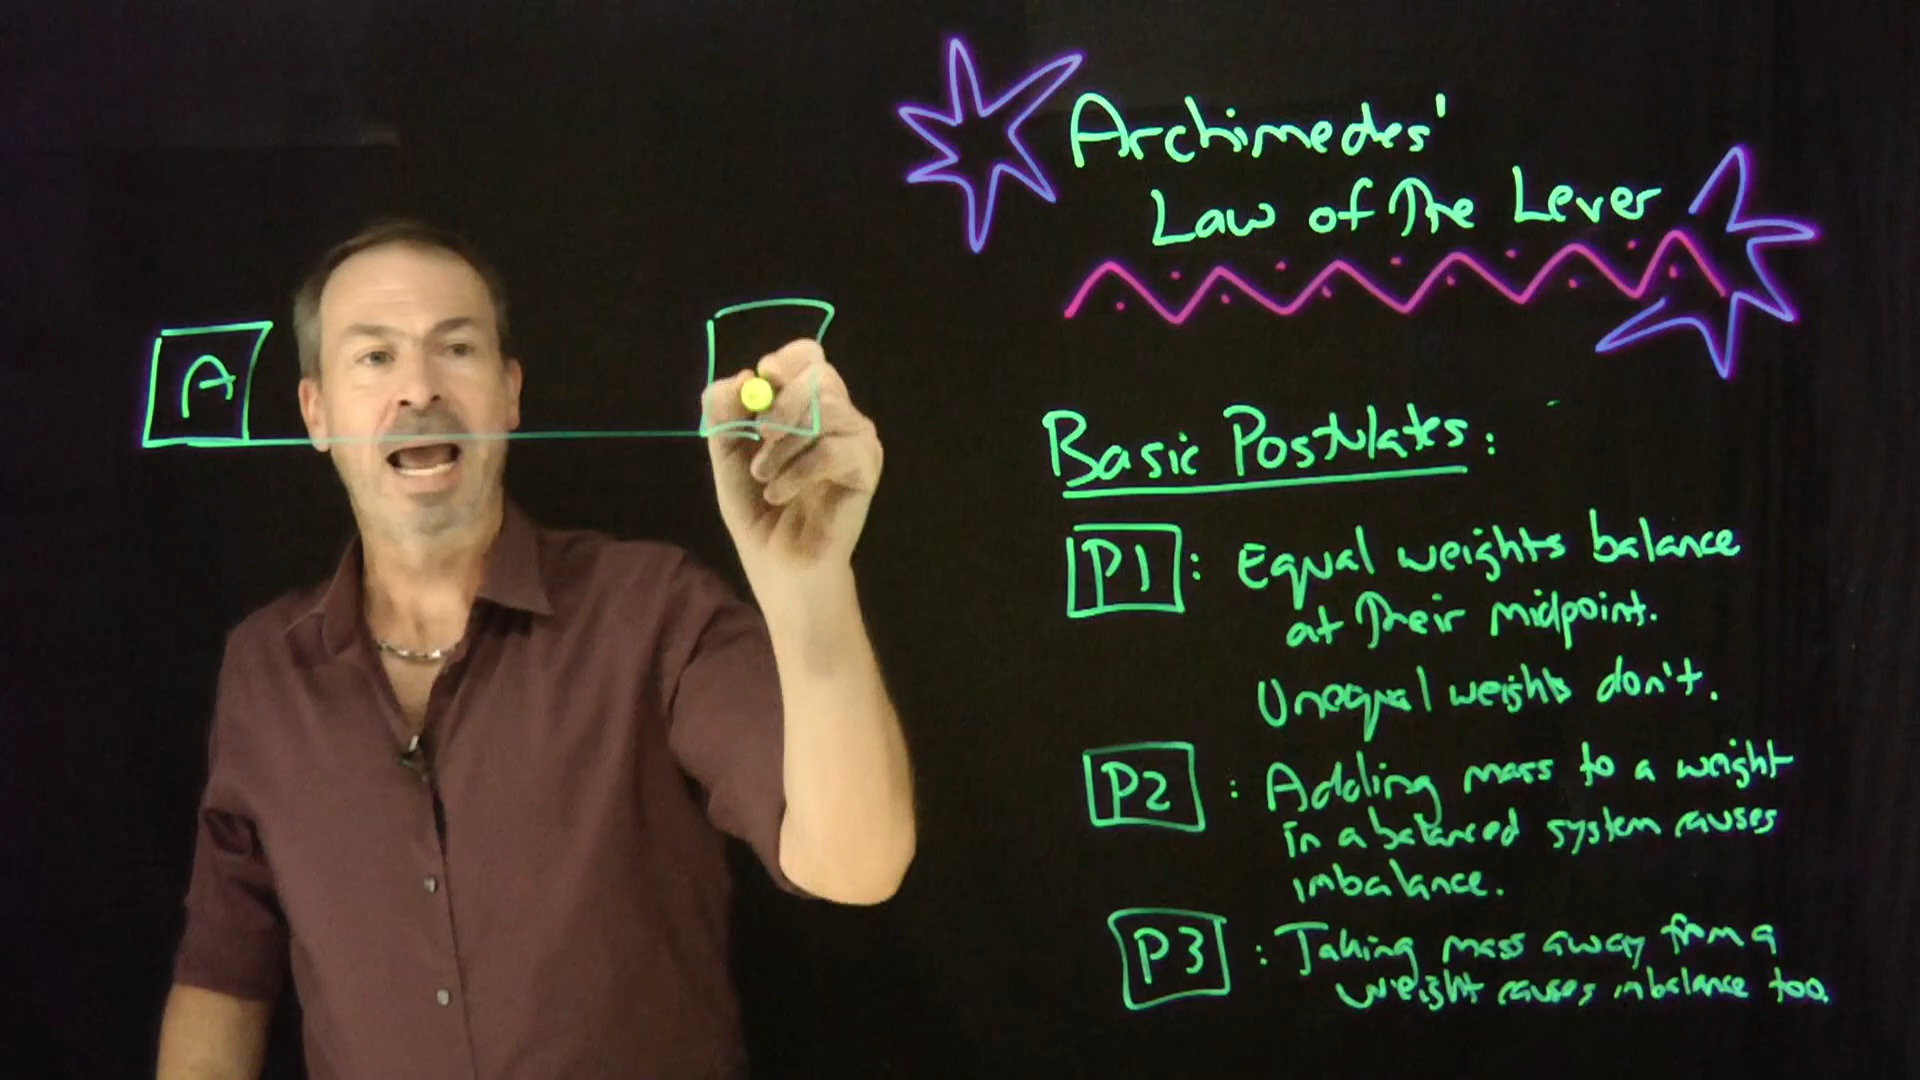 Archimedes'
Law of The Lever
A
Basic Postulates:
P1: Equal weights balance
at Their midpoint.
Unequal weights don't.
P2: Adding mass to a weight
in a balanced system causes
imbalance.
P3: Taking mass away from a
weight causes imbalance too.